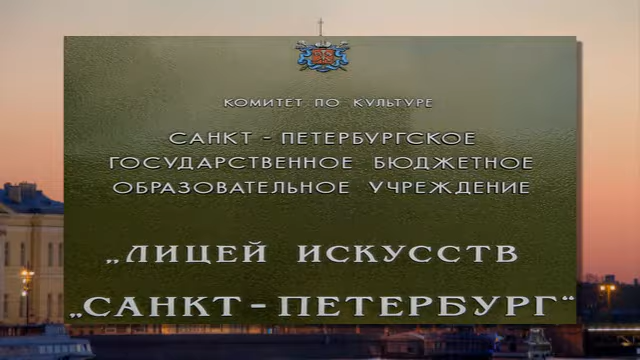 КОМИТЕТ ПО КУЛЬТУРЕ
САНКТ - ПЕТЕРБУРГСКОЕ
ГОСУДАРСТВЕННОЕ БЮДЖЕТНОЕ
ОБРАЗОВАТЕЛЬНОЕ УЧРЕЖДЕНИЕ
„ЛИЦЕЙ ИСКУССТВ
„САНКТ - ПЕТЕРБУРГ“